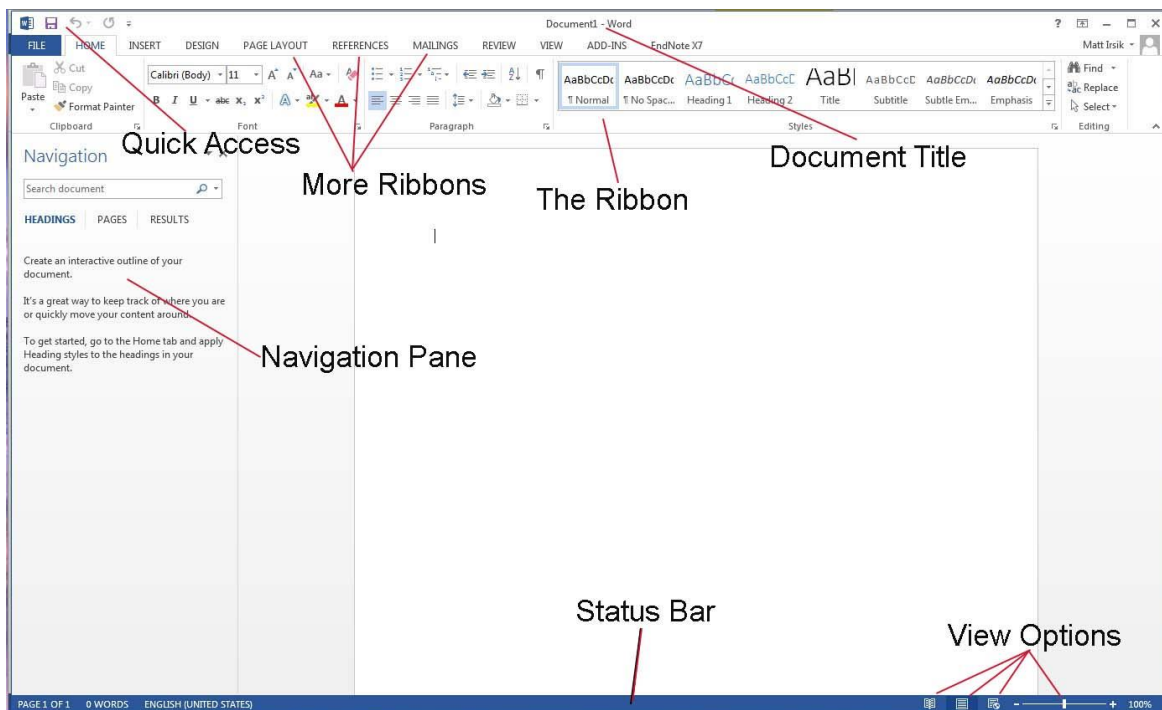 Document1 - Word
FILE HOME INSERT DESIGN PAGE LAYOUT REFERENCES MAILINGS REVIEW VIEW ADD-INS EndNote X7 Matt Irsik
Paste
Cut
Copy
Format Painter
Clipboard
Calibri (Body) 11
Font
Paragraph
AaBbCcDc AaBbCcDc AaBbCc AaBbCcD AaBl AaBbCcD AaBbCcDc AaBbCcDc
¶ Normal ¶ No Spac... Heading 1 Heading 2 Title Subtitle Subtle Em... Emphasis
Styles
Find
Replace
Select
Editing
Quick Access
More Ribbons
The Ribbon
Document Title
Navigation
Search document
HEADINGS PAGES RESULTS
Create an interactive outline of your
document.
It's a great way to keep track of where you are
or quickly move your content around.
To get started, go to the Home tab and apply
Heading styles to the headings in your
document.
Navigation Pane
Status Bar
View Options
PAGE 1 OF 1 0 WORDS ENGLISH (UNITED STATES) 100%